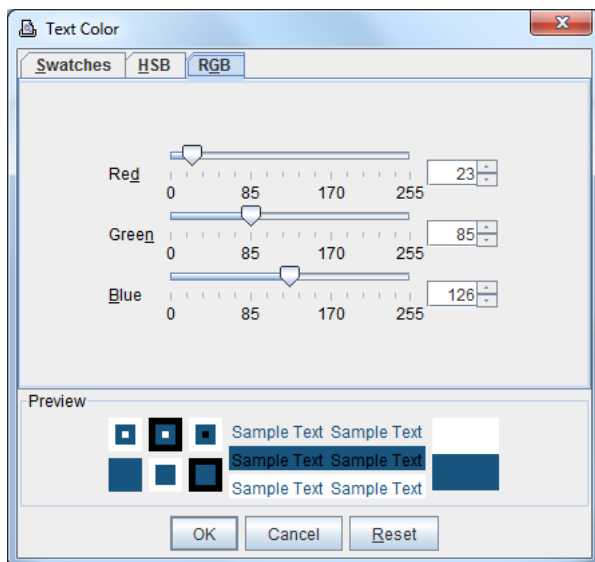 Text Color
Swatches HSB RGB
Red 23
0 85 170 255
Green 85
0 85 170 255
Blue 126
0 85 170 255
Preview
Sample Text Sample Text
Sample Text Sample Text
Sample Text Sample Text
OK Cancel Reset